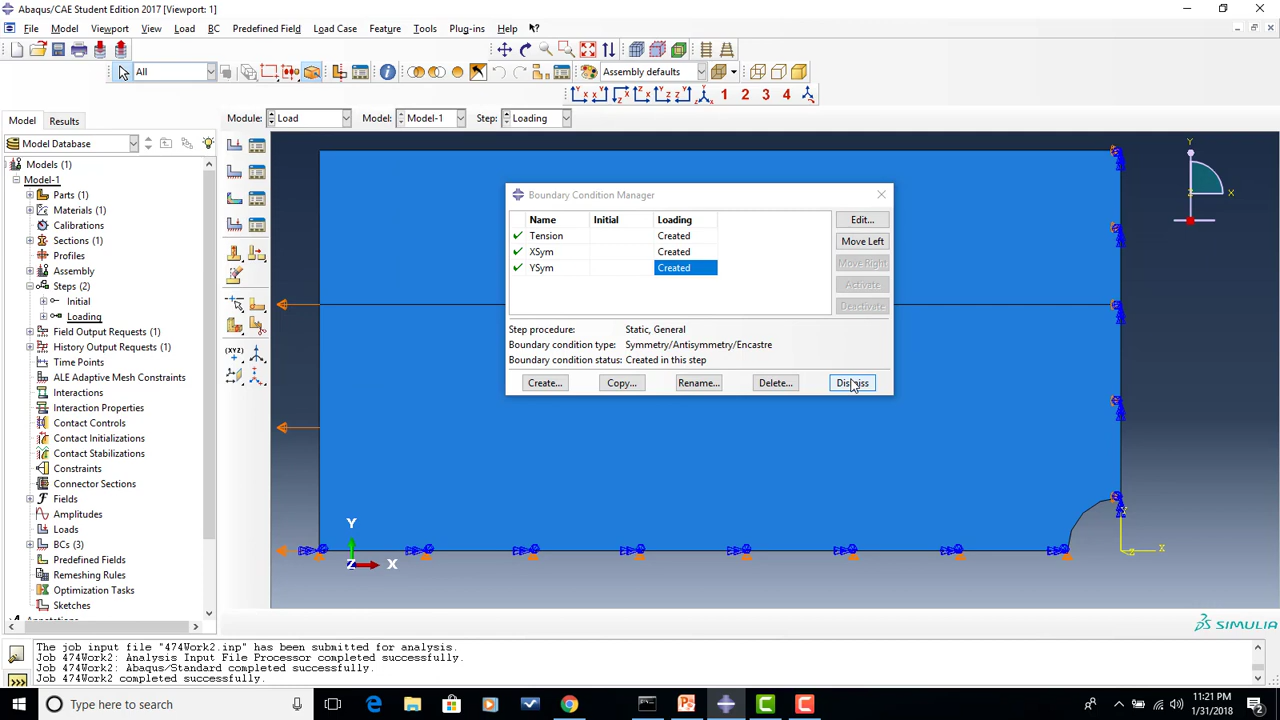 Abaqus/CAE Student Edition 2017 [Viewport: 1]
File Model Viewport View Load BC Predefined Field Load Case Feature Tools Plug-ins Help
All
Assembly defaults
1 2 3 4
Model Results
Module: Load Model: Model-1 Step: Loading
Model Database
Models (1)
Model-1
Parts (1)
Materials (1)
Calibrations
Sections (1)
Profiles
Assembly
Steps (2)
Initial
Loading
Field Output Requests (1)
History Output Requests (1)
Time Points
ALE Adaptive Mesh Constraints
Interactions
Interaction Properties
Contact Controls
Contact Initializations
Contact Stabilizations
Constraints
Connector Sections
Fields
Amplitudes
Loads
BCs (3)
Predefined Fields
Remeshing Rules
Optimization Tasks
Sketches
Boundary Condition Manager
Name Initial Loading
Tension Created
XSym Created
YSym Created
Edit...
Move Left
Move Right
Activate
Deactivate
Step procedure: Static, General
Boundary condition type: Symmetry/Antisymmetry/Encastre
Boundary condition status: Created in this step
Create... Copy... Rename... Delete... Dismiss
Y
X
Z
Y
X
Z
X
SIMULIA
The job input file "474Work2.inp" has been submitted for analysis.
Job 474Work2: Analysis Input File Processor completed successfully.
Job 474Work2: Abaqus/Standard completed successfully.
Job 474Work2 completed successfully.
Type here to search
11:21 PM
1/31/2018